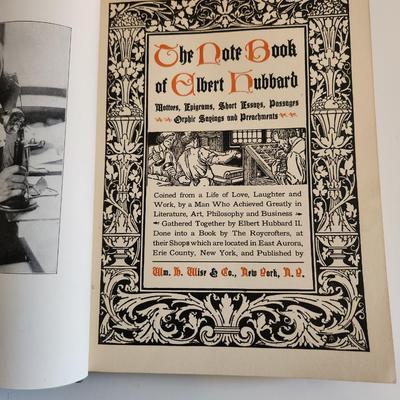 The Note Book
of Elbert Hubbard
Mottoes, Epigrams, Short Essays, Passages
Orphic Sayings and Preachments
Coined from a Life of Love, Laughter and
Work, by a Man Who Achieved Greatly in
Literature, Art, Philosophy and Business
Gathered Together by Elbert Hubbard II.
Done into a Book by The Roycrofters, at
their Shops which are located in East Aurora,
Erie County, New York, and Published by
Wm. H. Wise & Co., New York, N. Y.